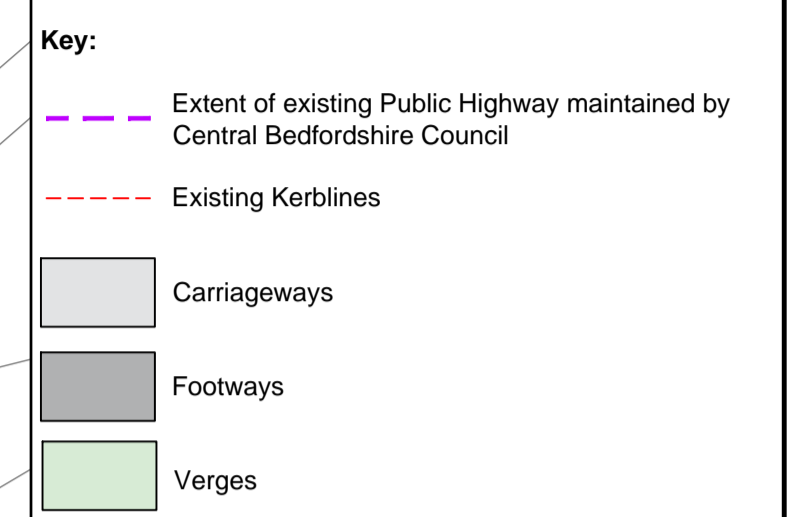 Key:
Extent of existing Public Highway maintained by
Central Bedfordshire Council
Existing Kerblines
Carriageways
Footways
Verges